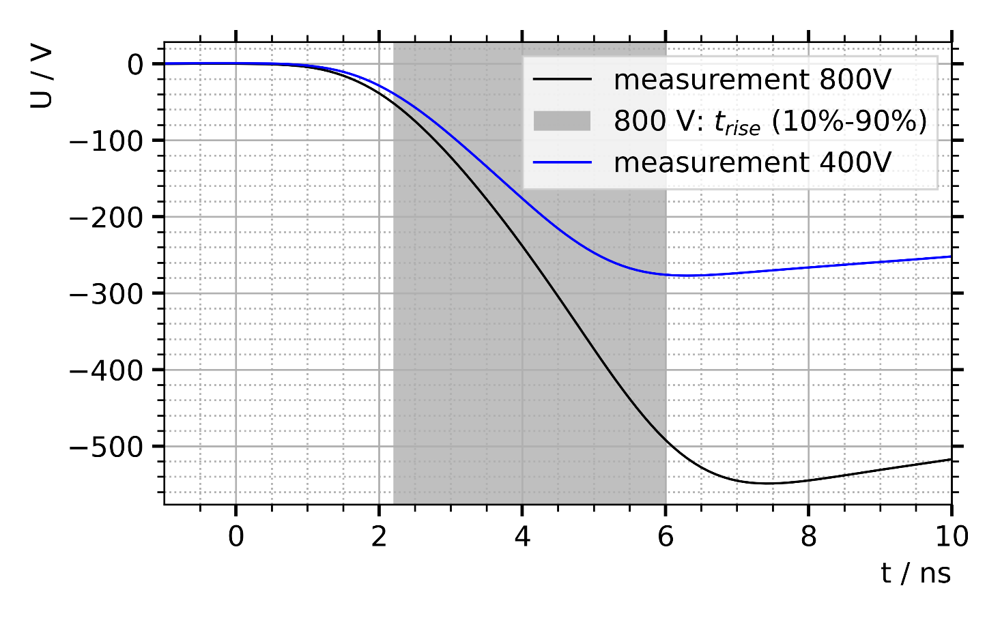 U / V
0
−100
−200
−300
−400
−500
measurement 800V
800 V: t_rise (10%-90%)
measurement 400V
0 2 4 6 8 10
t / ns